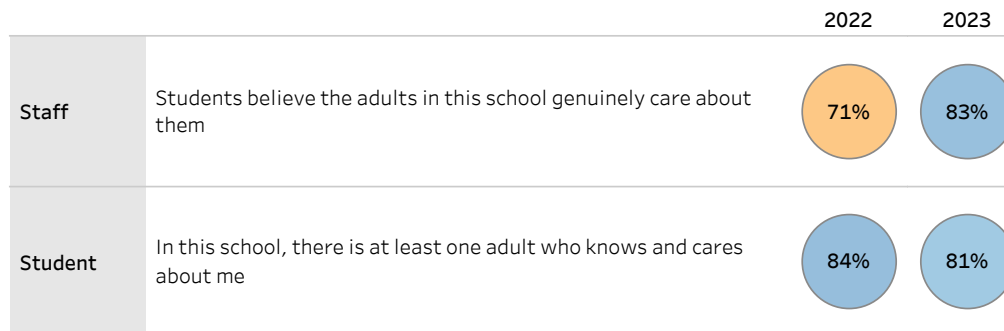 2022 2023
Staff
Students believe the adults in this school genuinely care about
them
71% 83%
Student
In this school, there is at least one adult who knows and cares
about me
84% 81%